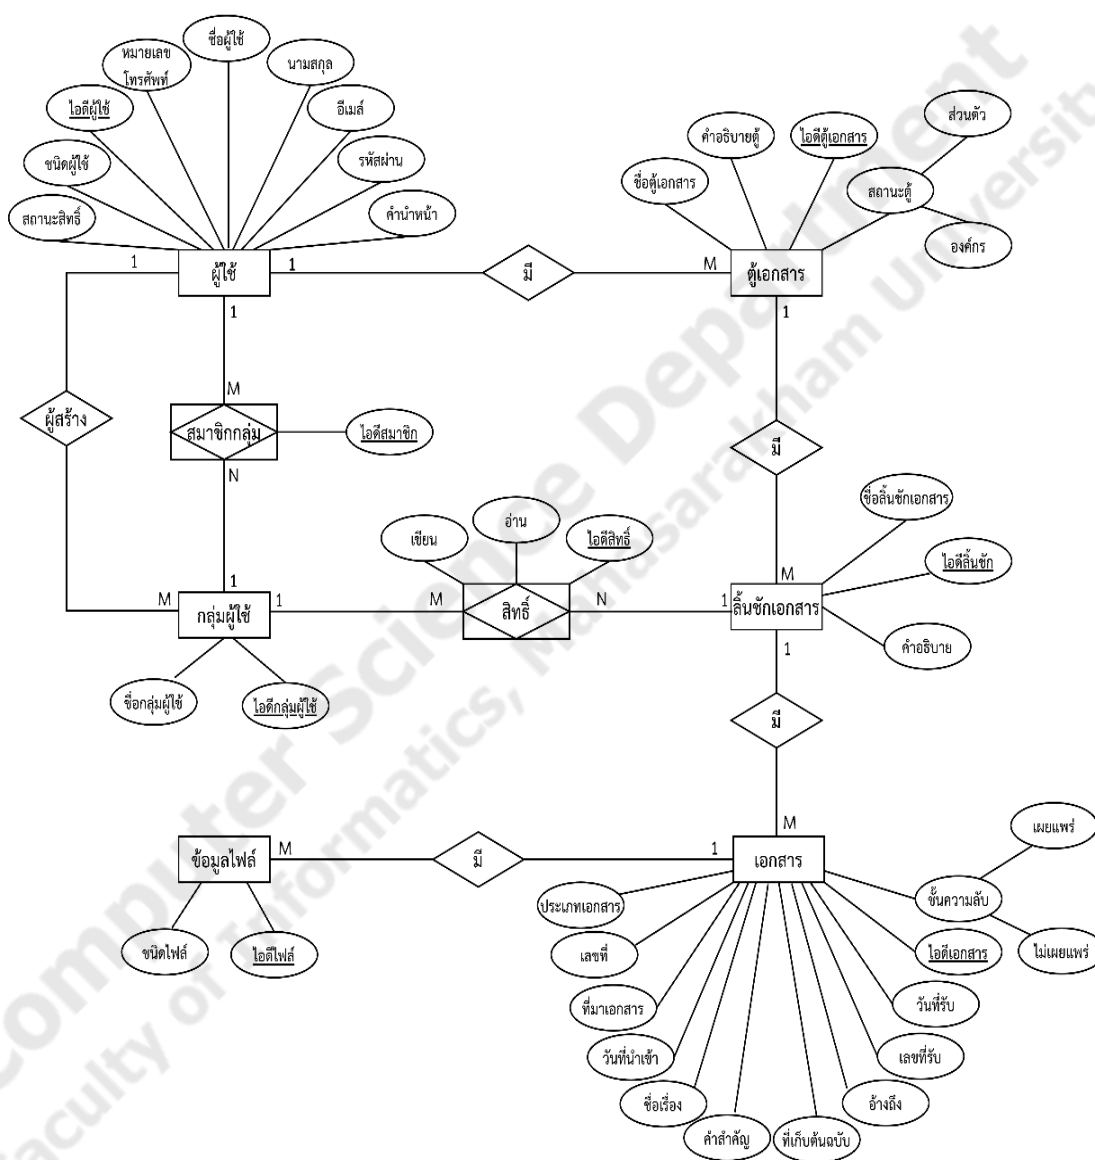 ชื่อผู้ใช้
หมายเลข
โทรศัพท์
นามสกุล
ไอดีผู้ใช้
อีเมล์
ชนิดผู้ใช้
รหัสผ่าน
สถานะสิทธิ์
คำนำหน้า
ส่วนตัว
คำอธิบายตู้
ไอดีตู้เอกสาร
ชื่อตู้เอกสาร
สถานะตู้
องค์กร
1
ผู้ใช้
1
มี
M
ตู้เอกสาร
1
1
M
ผู้สร้าง
สมาชิกกลุ่ม
ไอดีสมาชิก
N
มี
ชื่อลิ้นชักเอกสาร
อ่าน
เขียน
ไอดีสิทธิ์
ไอดีลิ้นชัก
1
M
M
กลุ่มผู้ใช้
1
M
สิทธิ์
N
1
ลิ้นชักเอกสาร
คำอธิบาย
1
ชื่อกลุ่มผู้ใช้
ไอดีกลุ่มผู้ใช้
มี
M
ข้อมูลไฟล์
M
มี
1
เอกสาร
เผยแพร่
ชั้นความลับ
ไม่เผยแพร่
ชนิดไฟล์
ไอดีไฟล์
ประเภทเอกสาร
เลขที่
ไอดีเอกสาร
ที่มาเอกสาร
วันที่รับ
วันที่นำเข้า
เลขที่รับ
ชื่อเรื่อง
อ้างถึง
คำสำคัญ
ที่เก็บต้นฉบับ
Computer Science Department
Faculty of Informatics, Mahasarakham University